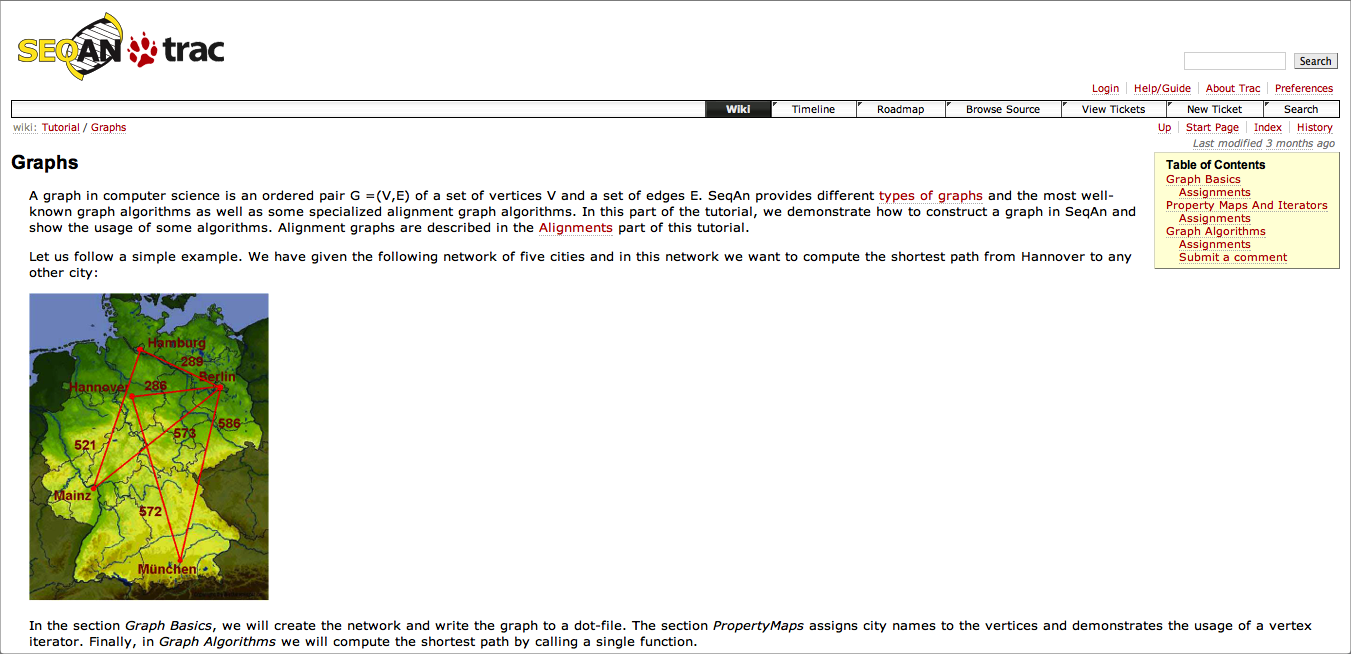 SEQAN trac
Search
Login Help/Guide About Trac Preferences
Wiki Timeline Roadmap Browse Source View Tickets New Ticket Search
wiki: Tutorial / Graphs
Up Start Page Index History
Last modified 3 months ago
Graphs
A graph in computer science is an ordered pair G =(V,E) of a set of vertices V and a set of edges E. SeqAn provides different types of graphs and the most well-
known graph algorithms as well as some specialized alignment graph algorithms. In this part of the tutorial, we demonstrate how to construct a graph in SeqAn and
show the usage of some algorithms. Alignment graphs are described in the Alignments part of this tutorial.
Let us follow a simple example. We have given the following network of five cities and in this network we want to compute the shortest path from Hannover to any
other city:
Table of Contents
Graph Basics
Assignments
Property Maps And Iterators
Assignments
Graph Algorithms
Assignments
Submit a comment
Hamburg
289
Berlin
Hannover 286
586
573
521
Mainz
572
München
In the section Graph Basics, we will create the network and write the graph to a dot-file. The section PropertyMaps assigns city names to the vertices and demonstrates the usage of a vertex
iterator. Finally, in Graph Algorithms we will compute the shortest path by calling a single function.